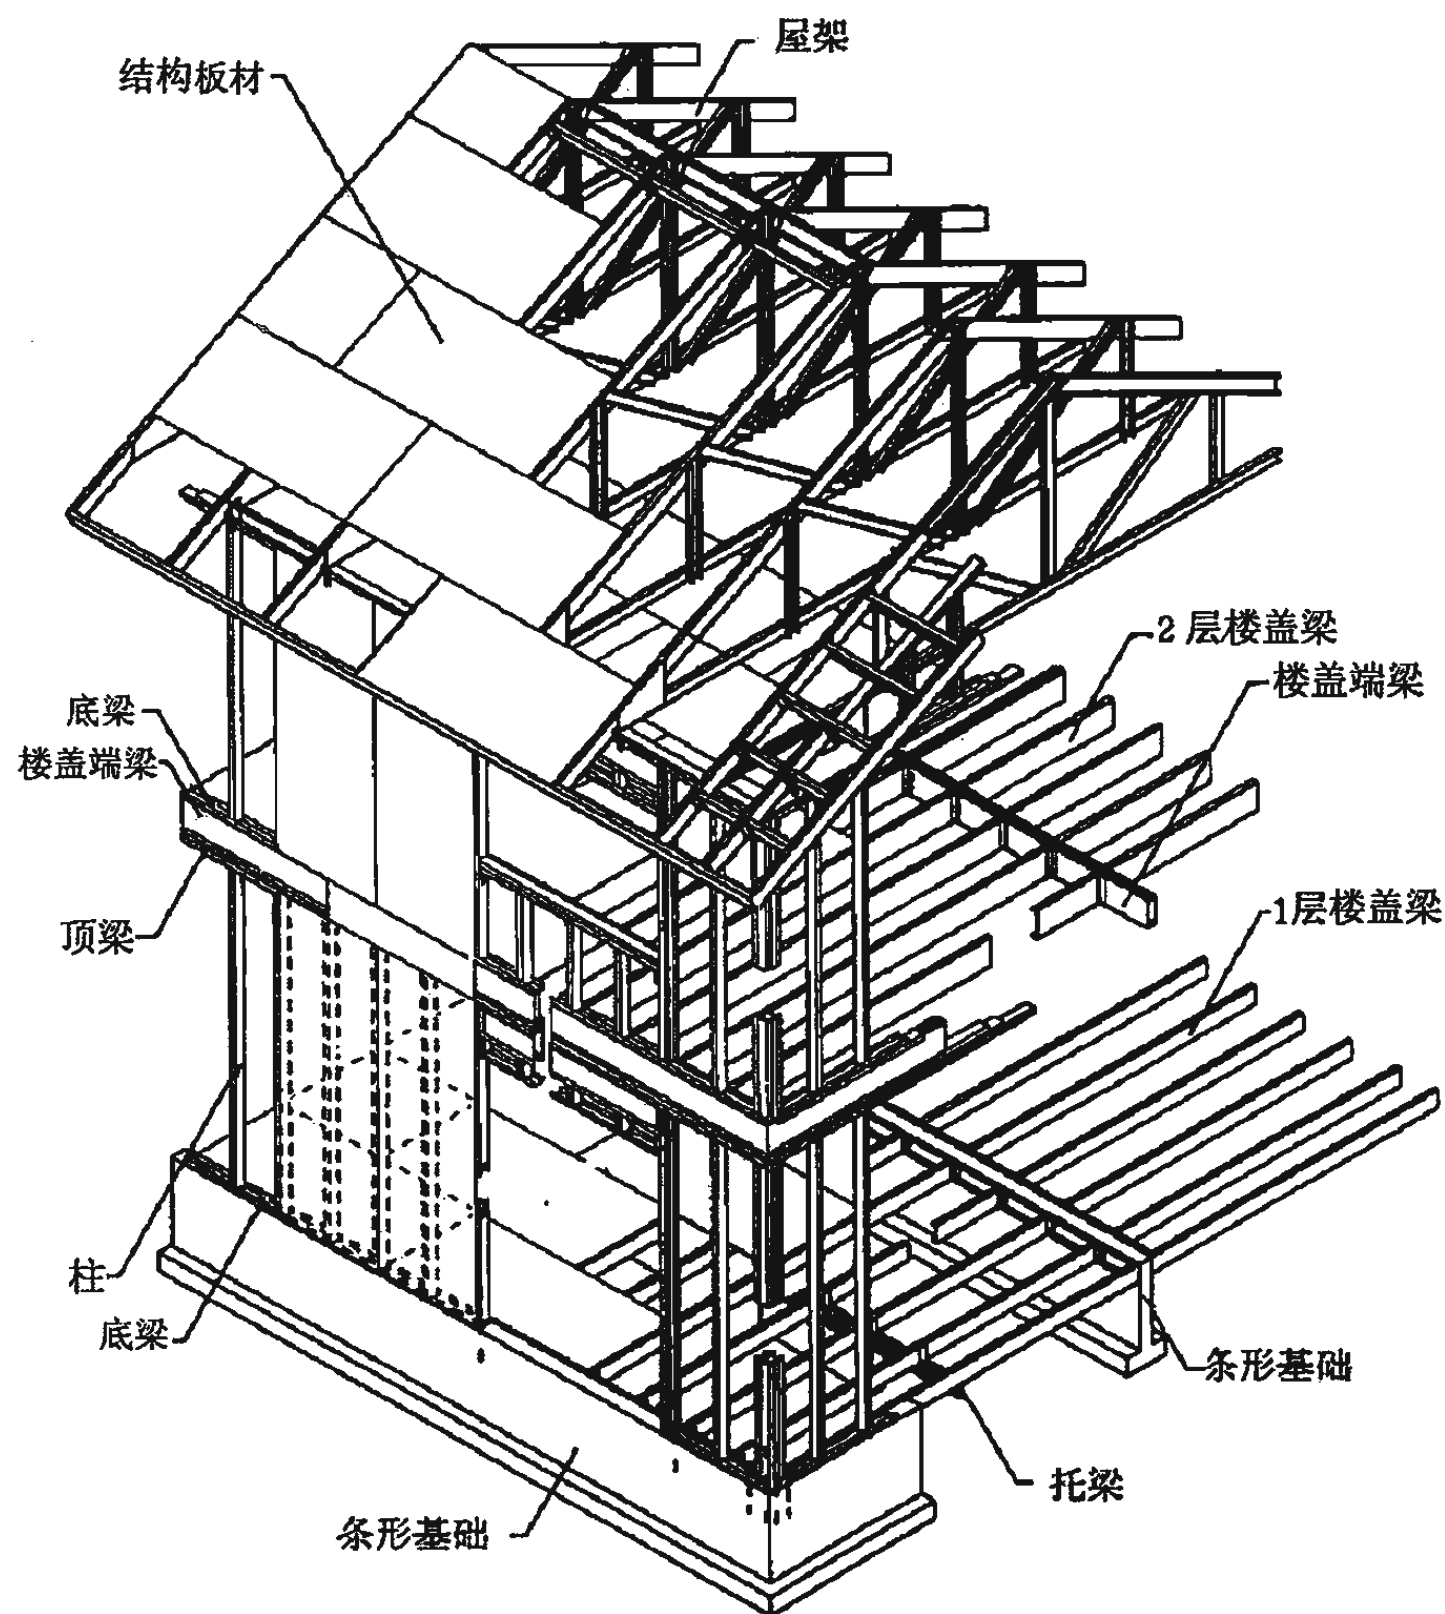 屋架
结构板材
2层楼盖梁
楼盖端梁
底梁
楼盖端梁
1层楼盖梁
顶梁
柱
底梁
条形基础
托梁
条形基础